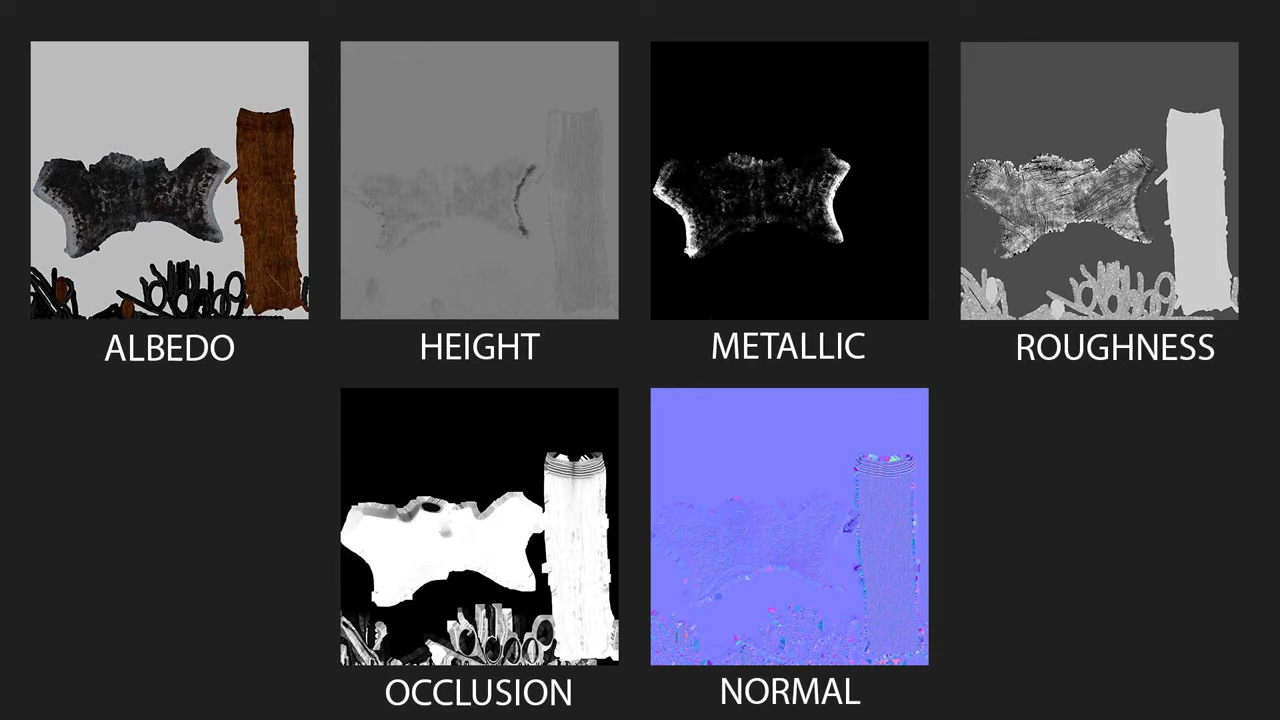 ALBEDO
HEIGHT
METALLIC
ROUGHNESS
OCCLUSION
NORMAL